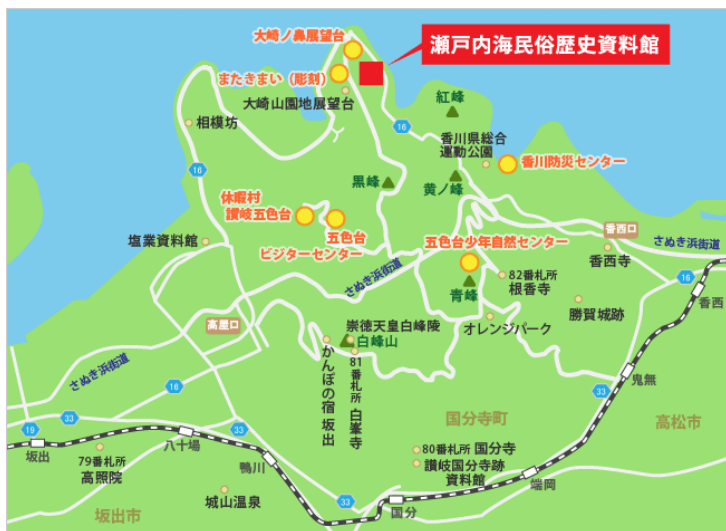 大崎ノ鼻展望台
瀬戸内海民俗歴史資料館
またきまい（彫刻）
大崎山園地展望台
紅峰
相模坊
16
16
33
香川県総合
運動公園
香川防災センター
黒峰
黄ノ峰
休暇村
讃岐五色台
五色台
ビジターセンター
塩業資料館
五色台少年自然センター
香西口
さぬき浜街道
香西寺
さぬき浜街道
82番札所
根香寺
16
香西
青峰
勝賀城跡
高屋口
崇徳天皇白峰陵
白峰山
オレンジパーク
さぬき浜街道
かんぽの宿 坂出
81番札所 白峯寺
鬼無
16
33
33
国分寺町
高松市
19
33
坂出
八十場
79番札所
高照院
鴨川
80番札所 国分寺
讃岐国分寺跡
資料館
端岡
城山温泉
33
国分
坂出市